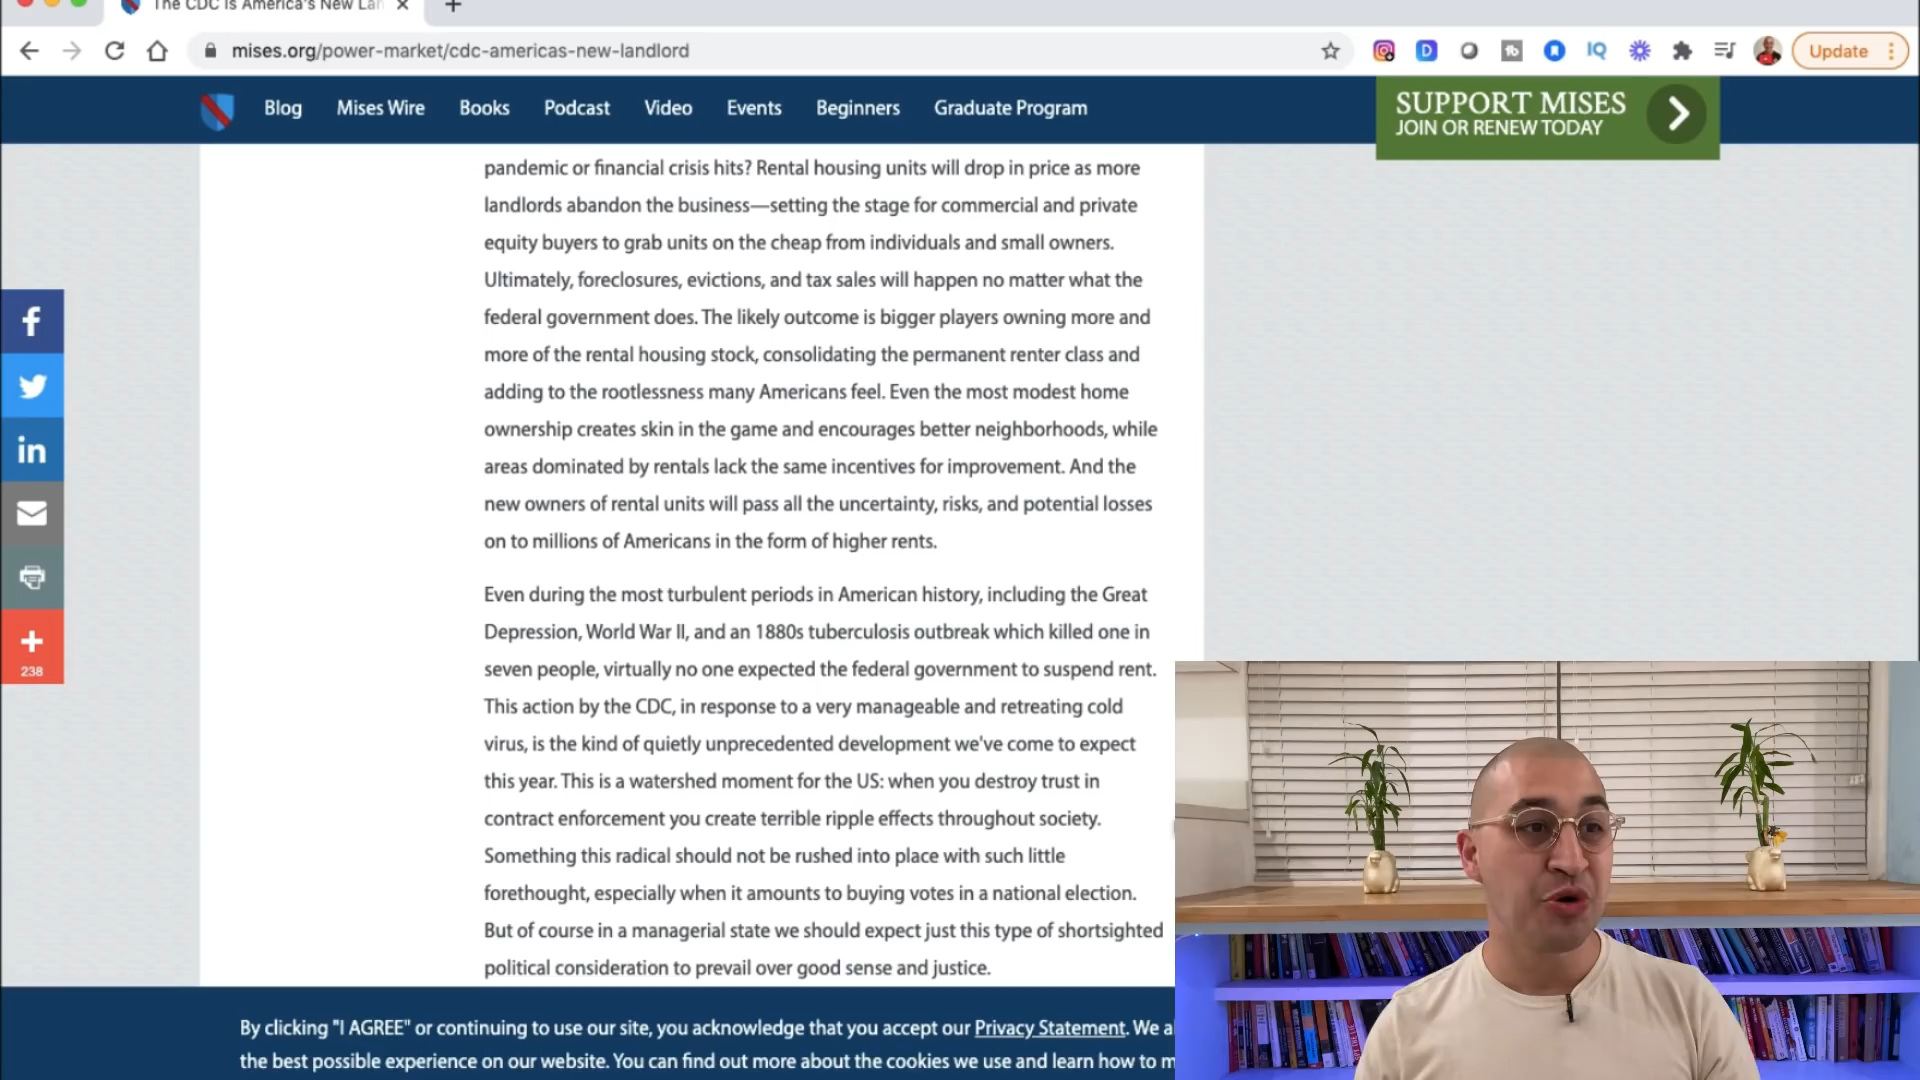 The CDC Is America's New Lan
mises.org/power-market/cdc-americas-new-landlord
Update
Blog
Mises Wire
Books
Podcast
Video
Events
Beginners
Graduate Program
SUPPORT MISES
JOIN OR RENEW TODAY
pandemic or financial crisis hits? Rental housing units will drop in price as more
landlords abandon the business—setting the stage for commercial and private
equity buyers to grab units on the cheap from individuals and small owners.
Ultimately, foreclosures, evictions, and tax sales will happen no matter what the
federal government does. The likely outcome is bigger players owning more and
more of the rental housing stock, consolidating the permanent renter class and
adding to the rootlessness many Americans feel. Even the most modest home
ownership creates skin in the game and encourages better neighborhoods, while
areas dominated by rentals lack the same incentives for improvement. And the
new owners of rental units will pass all the uncertainty, risks, and potential losses
on to millions of Americans in the form of higher rents.
Even during the most turbulent periods in American history, including the Great
Depression, World War II, and an 1880s tuberculosis outbreak which killed one in
seven people, virtually no one expected the federal government to suspend rent.
This action by the CDC, in response to a very manageable and retreating cold
virus, is the kind of quietly unprecedented development we've come to expect
this year. This is a watershed moment for the US: when you destroy trust in
contract enforcement you create terrible ripple effects throughout society.
Something this radical should not be rushed into place with such little
forethought, especially when it amounts to buying votes in a national election.
But of course in a managerial state we should expect just this type of shortsighted
political consideration to prevail over good sense and justice.
238
By clicking "I AGREE" or continuing to use our site, you acknowledge that you accept our Privacy Statement. We a
the best possible experience on our website. You can find out more about the cookies we use and learn how to m